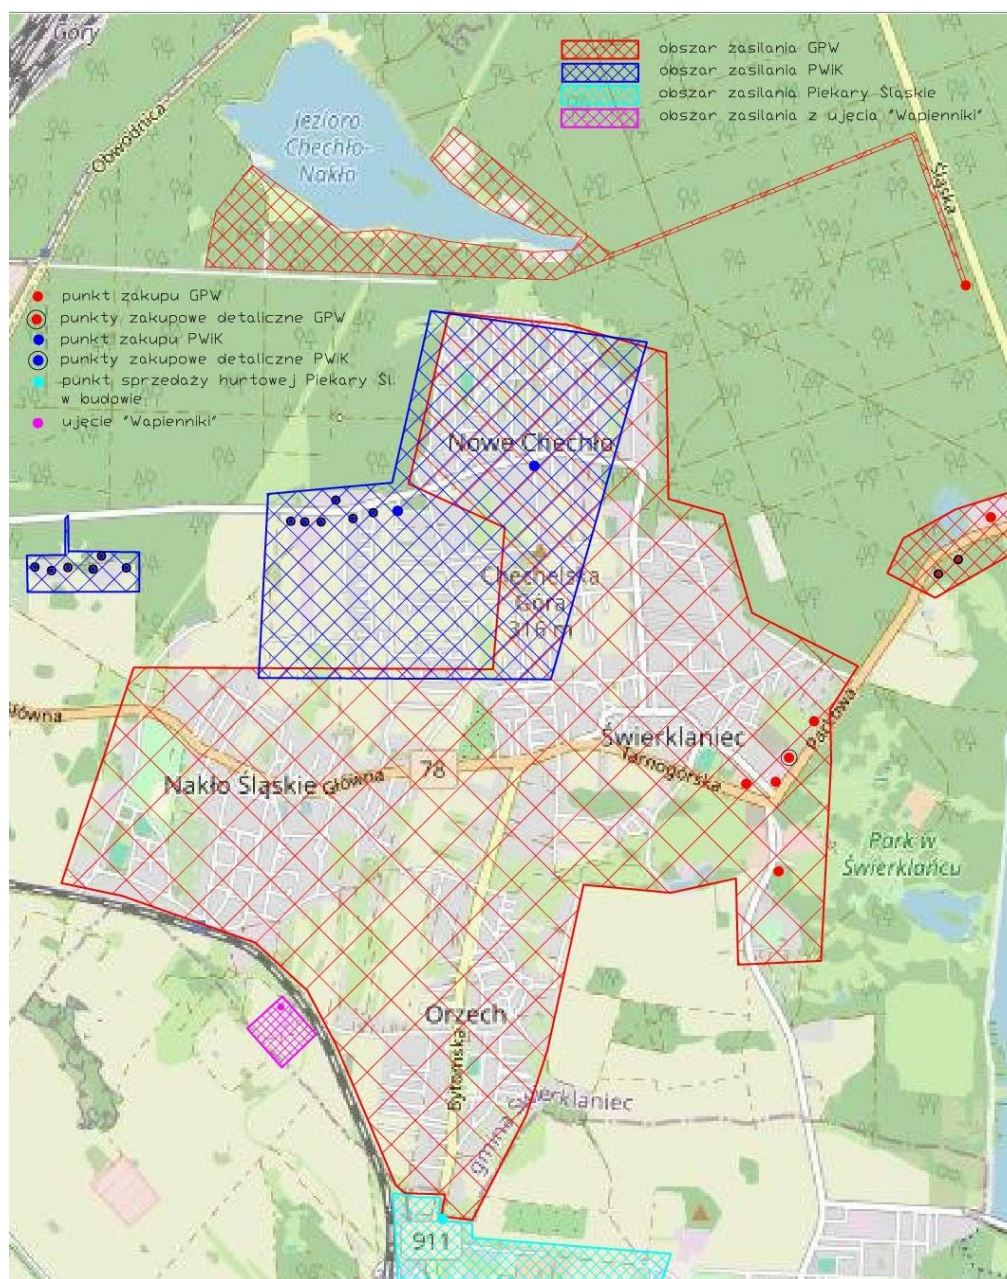 Góry
Obwodnica
jezioro
Chechło-
Nakło
obszar zasilania GPW
obszar zasilania PWiK
obszar zasilania Piekary Śląskie
obszar zasilania z ujęcia "Wapienniki"
Śląska
punkt zakupu GPW
punkty zakupowe detaliczne GPW
punkt zakupu PWiK
punkty zakupowe detaliczne PWiK
punkt sprzedaży hurtowej Piekary Śl.
w budowie
ujęcie "Wapienniki"
Nowe Chechło
Chechelska
Góra
316 m
Główna
Nakło Śląskie
Główna
78
Świerklaniec
Tarnogórska
Parkowa
Park w
Świerklańcu
Orzech
Bytomska
gmina Świerklaniec
911